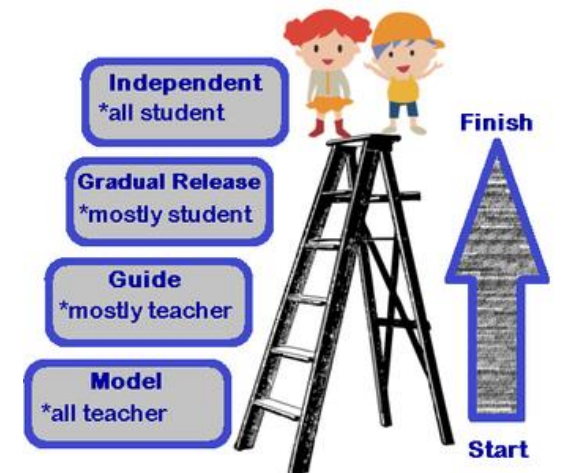 Independent
*all student
Finish
Gradual Release
*mostly student
Guide
*mostly teacher
Model
*all teacher
Start